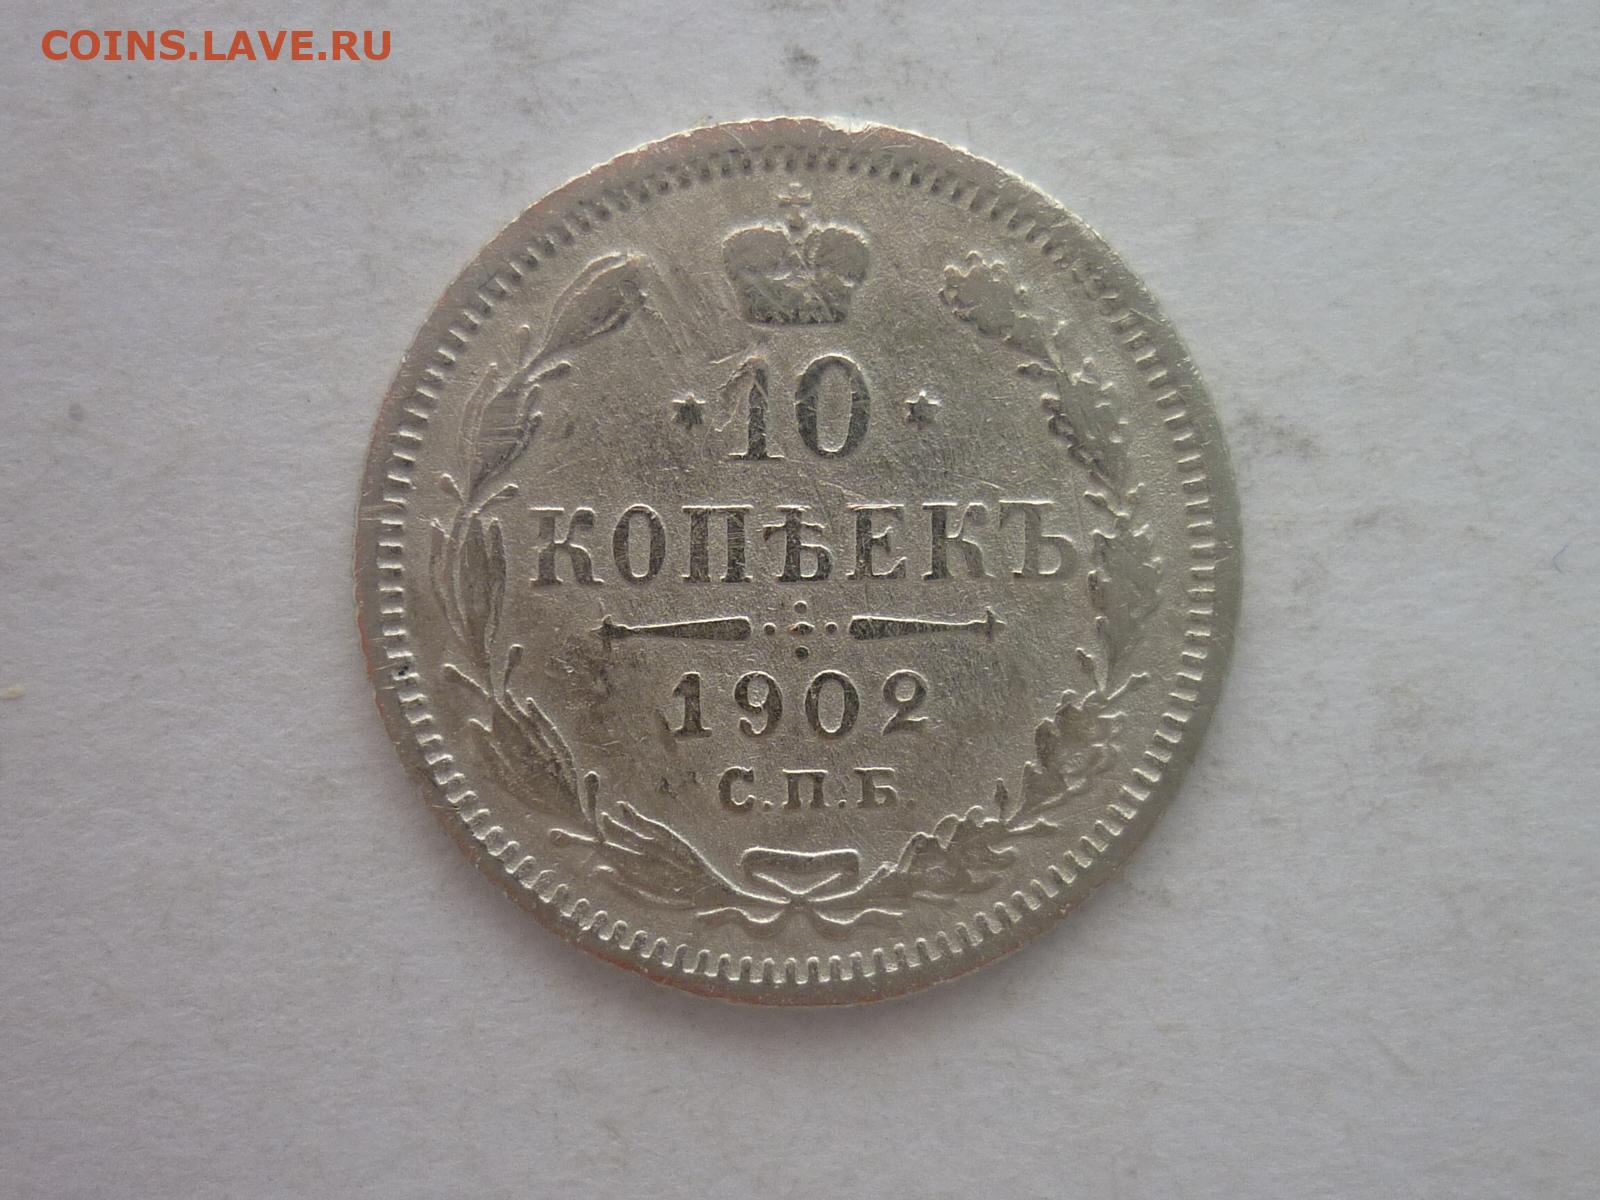 COINS.LAVE.RU
* 10 *
КОПѢЕКЪ
1902
С.П.Б.